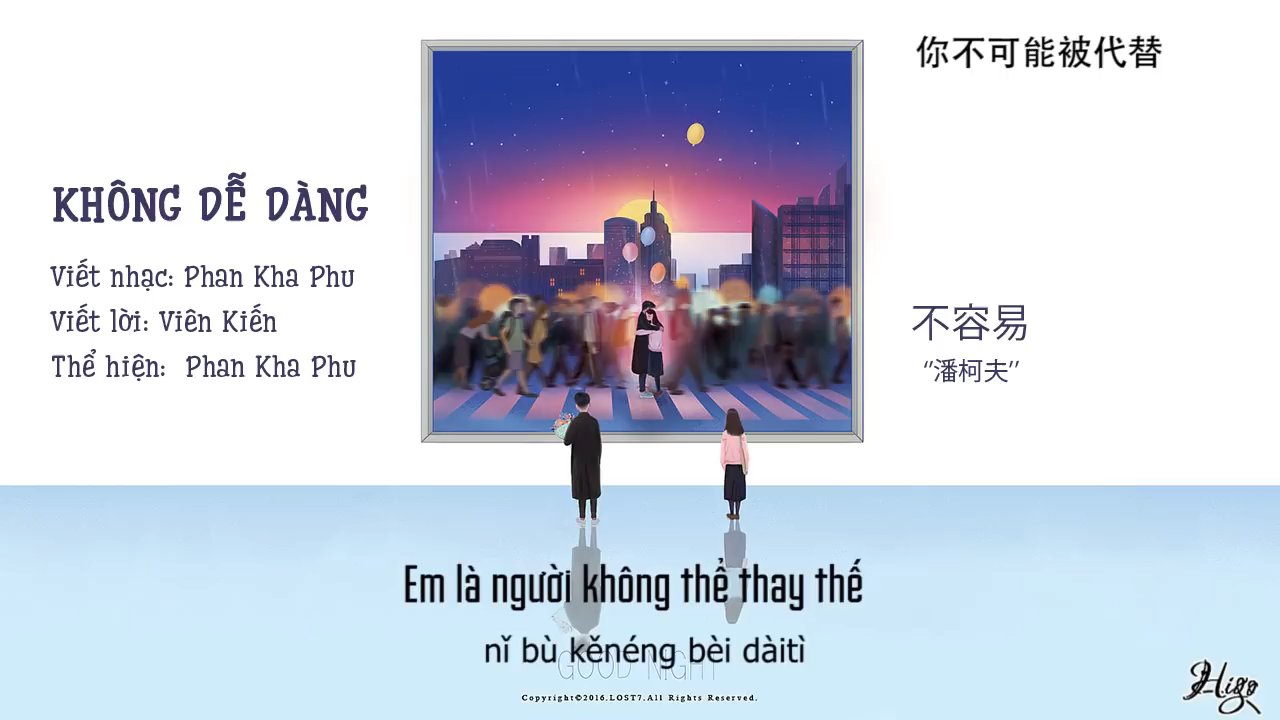 你不可能被代替
KHÔNG DỄ DÀNG
Viết nhạc: Phan Kha Phu
Viết lời: Viên Kiến
Thể hiện: Phan Kha Phu
不容易
“潘柯夫”
Em là người không thể thay thế
nǐ bù kěnéng bèi dàitì
GOOD NIGHT
Copyright©2016.LOST7.All Rights Reserved.
Higo